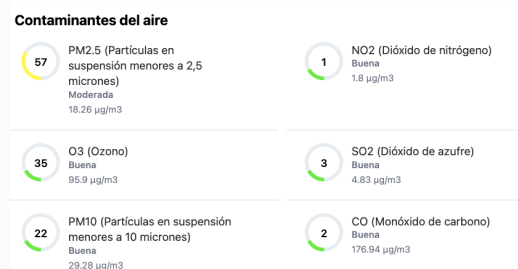 Contaminantes del aire
57
PM2.5 (Partículas en
suspensión menores a 2,5
micrones)
Moderada
18.26 µg/m3
1
NO2 (Dióxido de nitrógeno)
Buena
1.8 µg/m3
35
O3 (Ozono)
Buena
95.9 µg/m3
3
SO2 (Dióxido de azufre)
Buena
4.83 µg/m3
22
PM10 (Partículas en suspensión
menores a 10 micrones)
Buena
29.28 µg/m3
2
CO (Monóxido de carbono)
Buena
176.94 µg/m3